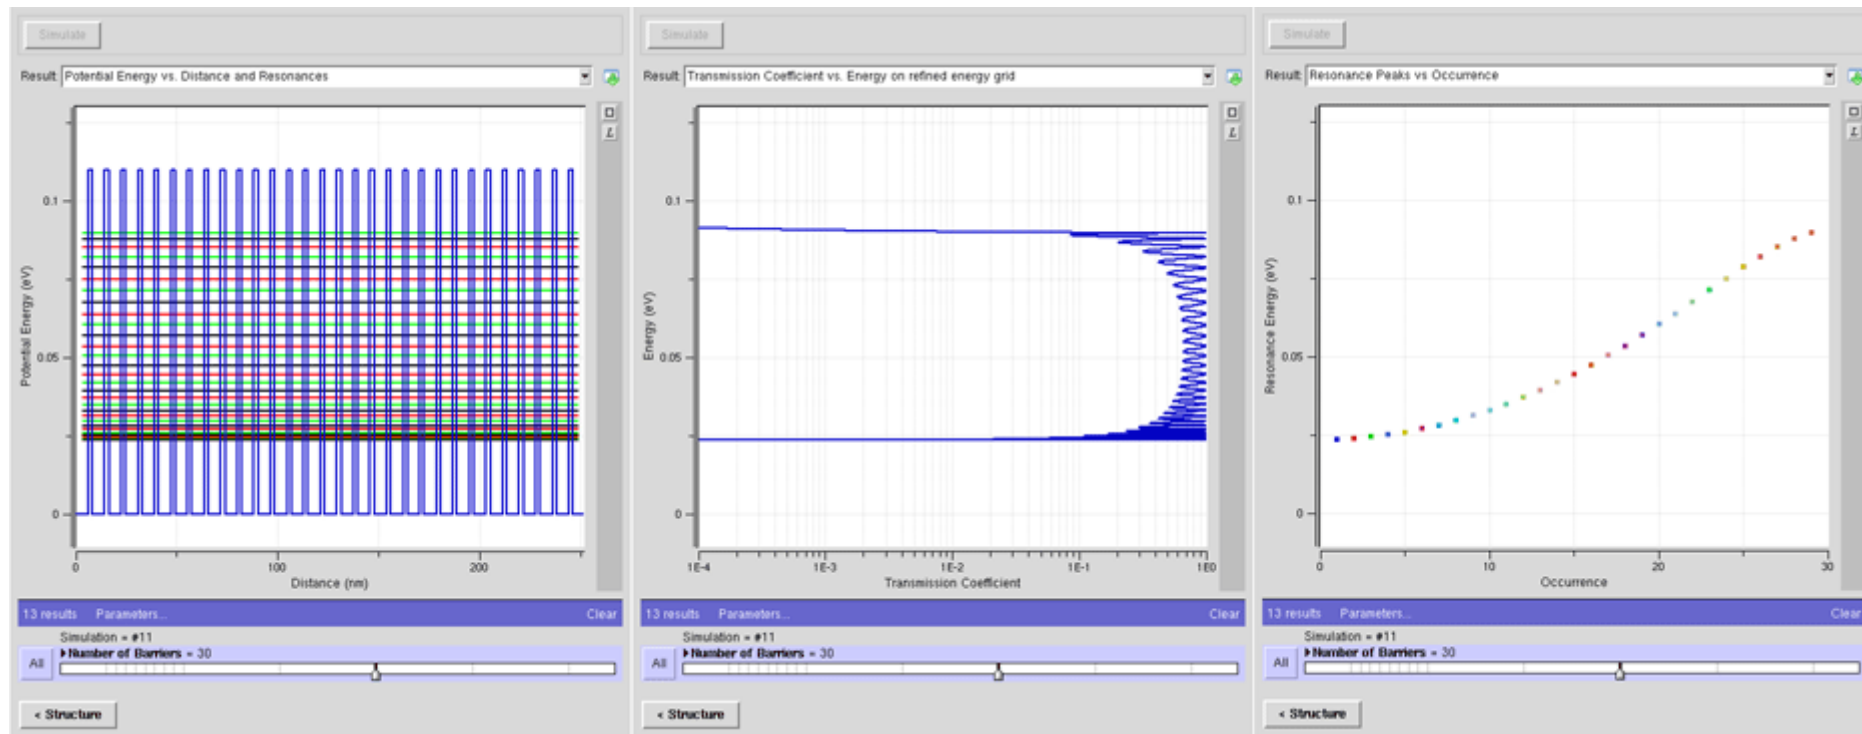 Simulate
Result: Potential Energy vs. Distance and Resonances
0.1
0.05
0
Potential Energy (eV)
0
100
200
Distance (nm)
13 results Parameters... Clear
Simulation = #11
All
Number of Barriers = 30
< Structure
Simulate
Result: Transmission Coefficient vs. Energy on refined energy grid
0.1
0.05
0
Energy (eV)
1E-4
1E-3
1E-2
1E-1
1E0
Transmission Coefficient
13 results Parameters... Clear
Simulation = #11
All
Number of Barriers = 30
< Structure
Simulate
Result: Resonance Peaks vs Occurrence
0.1
0.05
0
Resonance Energy (eV)
0
10
20
30
Occurrence
13 results Parameters... Clear
Simulation = #11
All
Number of Barriers = 30
< Structure